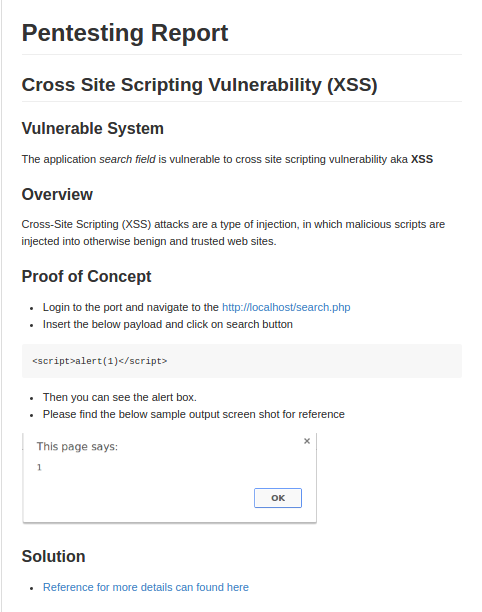 Pentesting Report
Cross Site Scripting Vulnerability (XSS)
Vulnerable System
The application search field is vulnerable to cross site scripting vulnerability aka XSS
Overview
Cross-Site Scripting (XSS) attacks are a type of injection, in which malicious scripts are
injected into otherwise benign and trusted web sites.
Proof of Concept
• Login to the port and navigate to the http://localhost/search.php
• Insert the below payload and click on search button
<script>alert(1)</script>
• Then you can see the alert box.
• Please find the below sample output screen shot for reference
This page says:
×
1
OK
Solution
• Reference for more details can found here